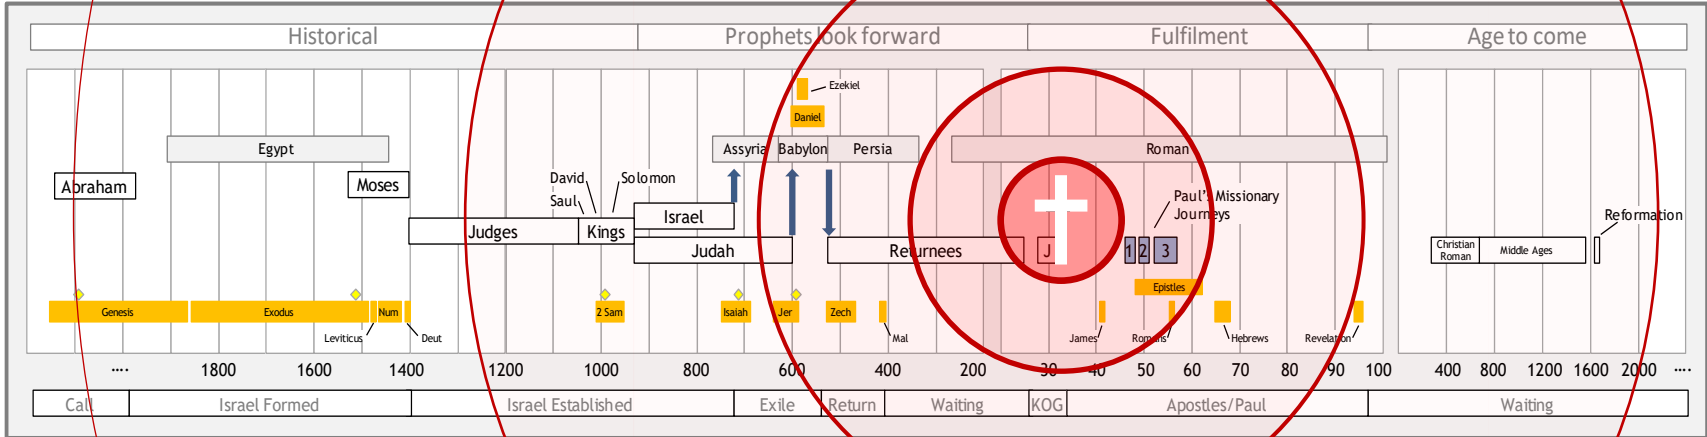 Historical
Prophets look forward
Fulfilment
Age to come
Ezekiel
Daniel
Egypt
Assyria
Babylon
Persia
Roman
Abraham
Moses
David
Solomon
Saul
Paul's Missionary
Journeys
Israel
Reformation
Judges
Kings
Judah
Returnees
J
1
2
3
Christian
Roman
Middle Ages
Epistles
Genesis
Exodus
Num
2 Sam
Isaiah
Jer
Zech
Leviticus
Deut
Mal
James
Romans
Hebrews
Revelation
.... 1800 1600 1400 1200 1000 800 600 400 200 30 40 50 60 70 80 90 100 400 800 1200 1600 2000 ....
Call
Israel Formed
Israel Established
Exile
Return
Waiting
KOG
Apostles/Paul
Waiting